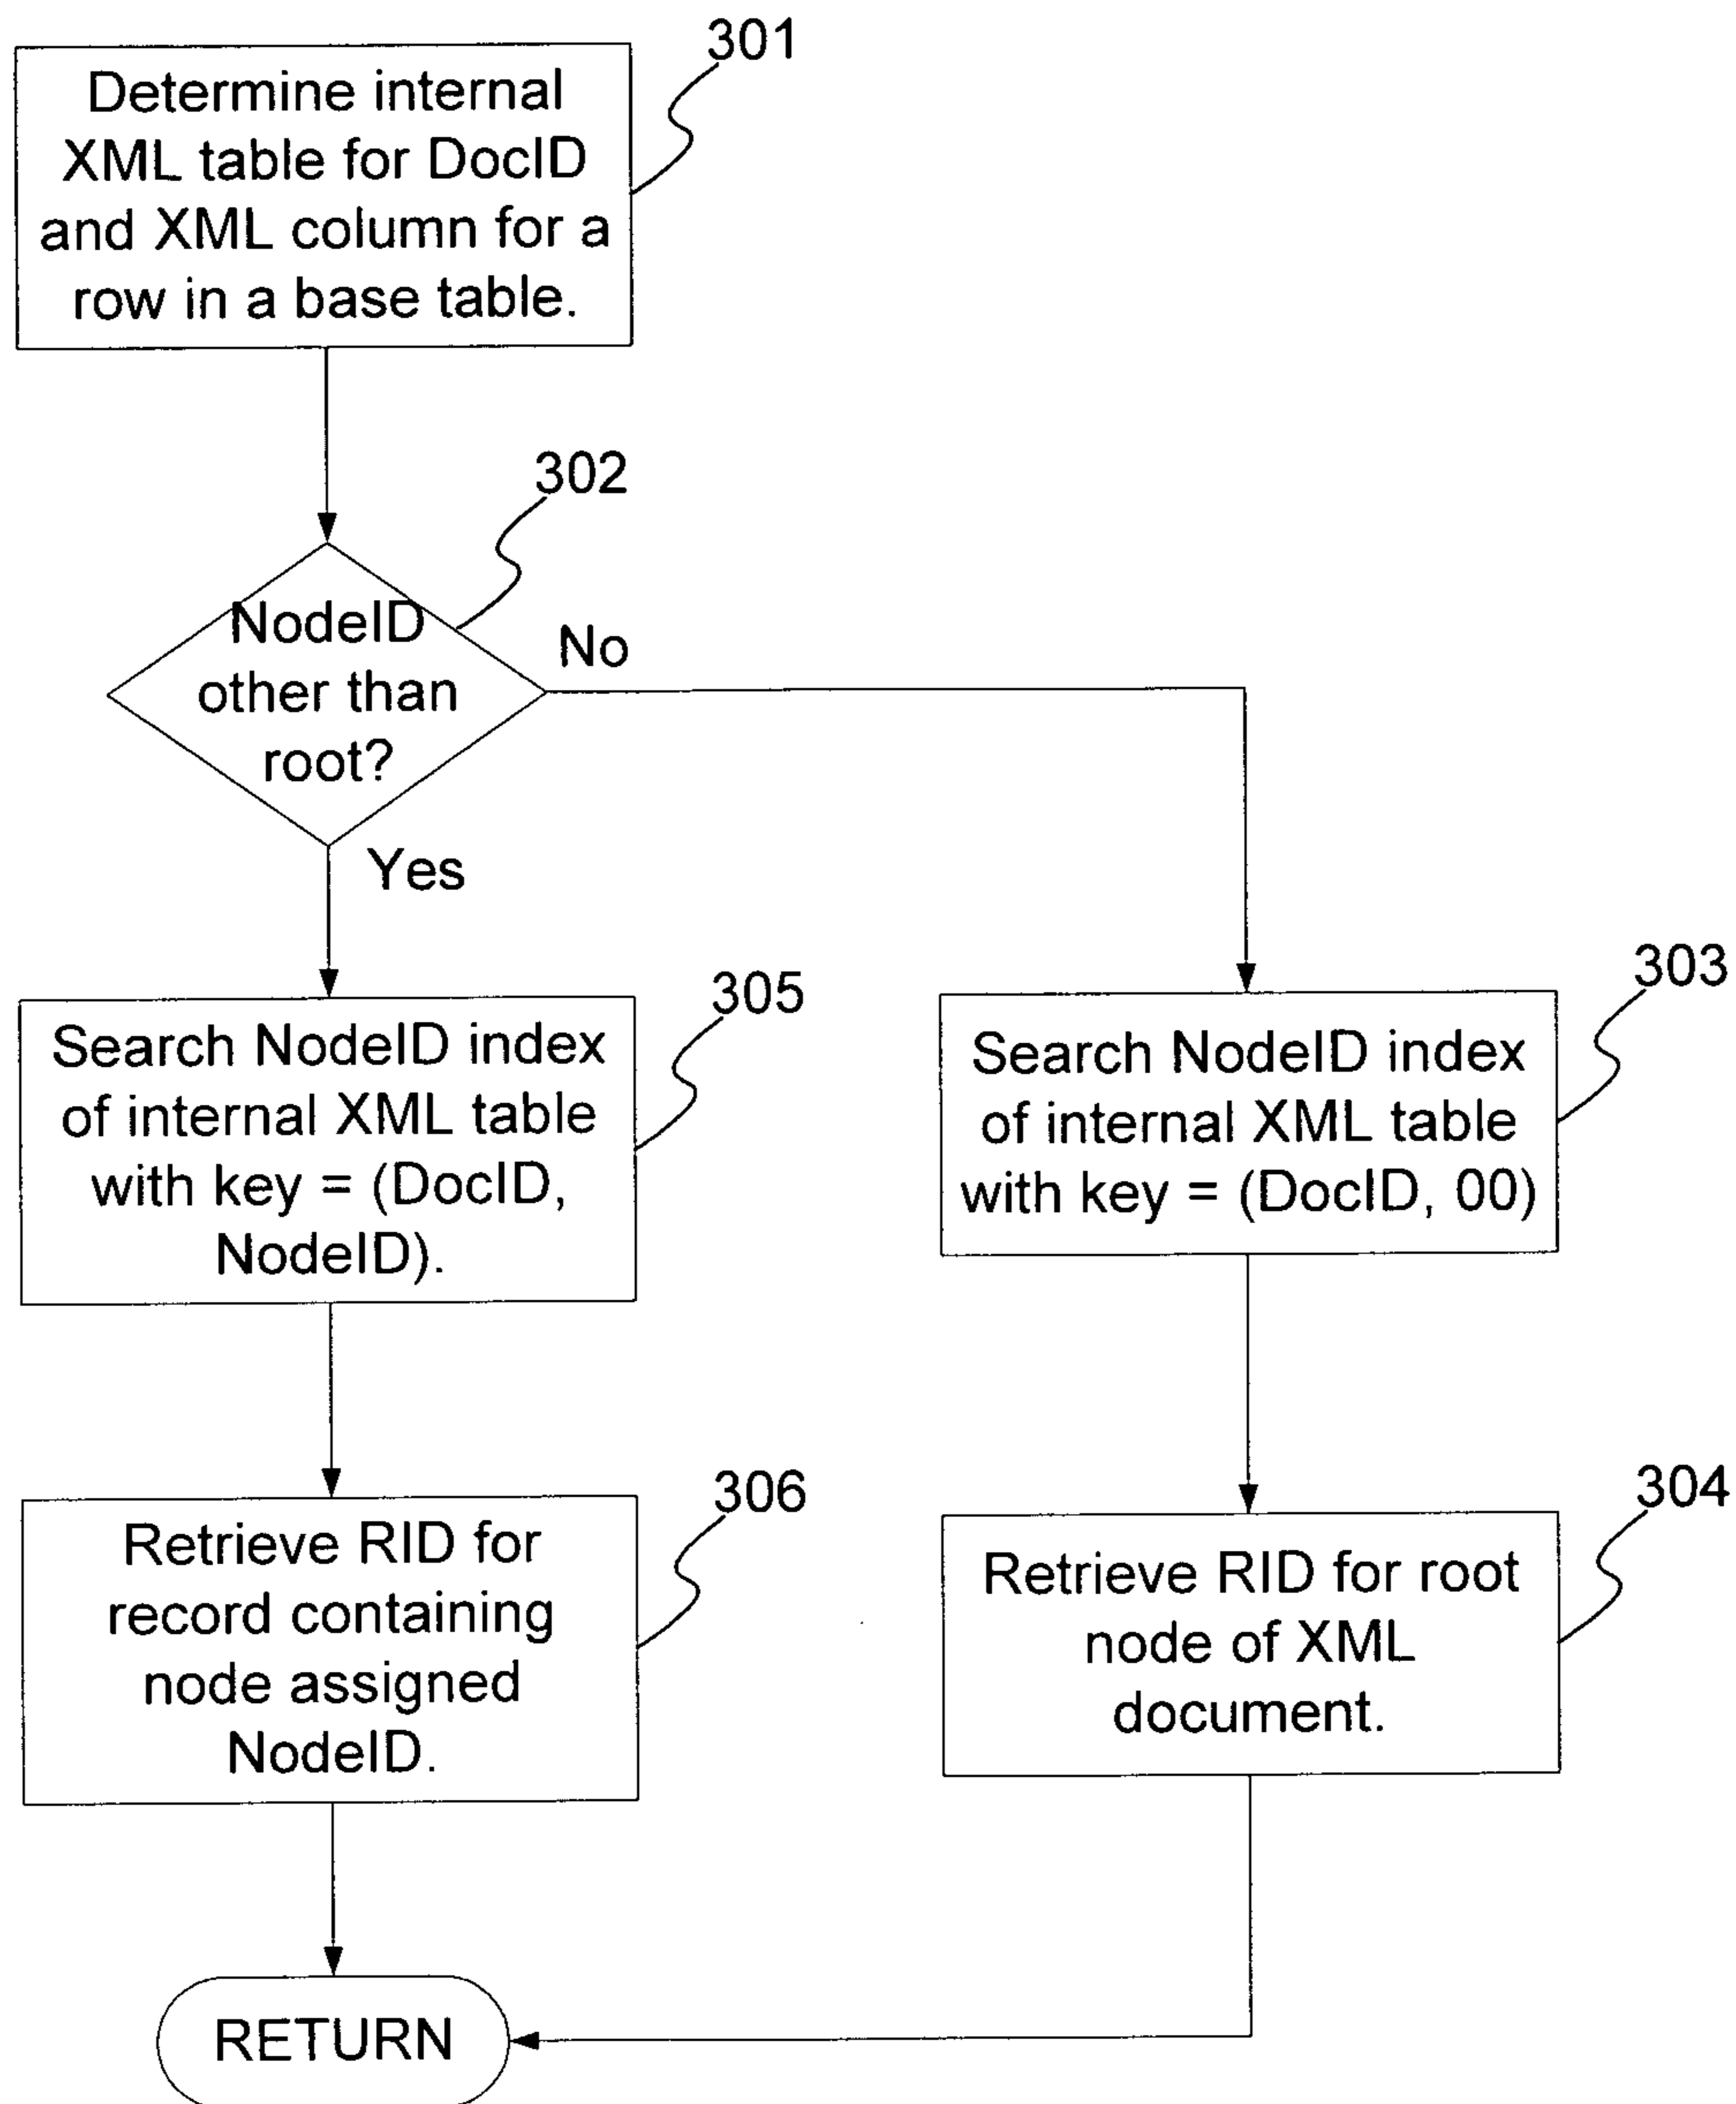 301
Determine internal
XML table for DocID
and XML column for a
row in a base table.
302
NodeID
other than
root?
No
Yes
305
Search NodeID index
of internal XML table
with key = (DocID,
NodeID).
303
Search NodeID index
of internal XML table
with key = (DocID, 00)
306
Retrieve RID for
record containing
node assigned
NodeID.
304
Retrieve RID for root
node of XML
document.
RETURN